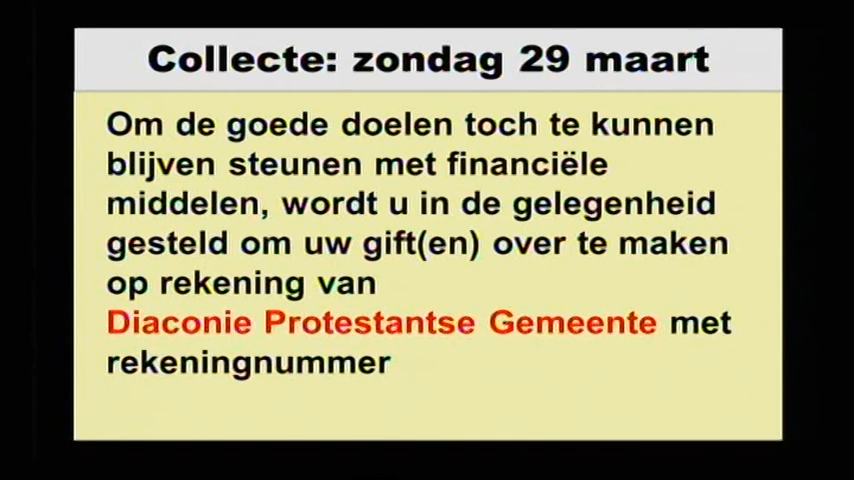 Collecte: zondag 29 maart
Om de goede doelen toch te kunnen
blijven steunen met financiële
middelen, wordt u in de gelegenheid
gesteld om uw gift(en) over te maken
op rekening van
Diaconie Protestantse Gemeente met
rekeningnummer